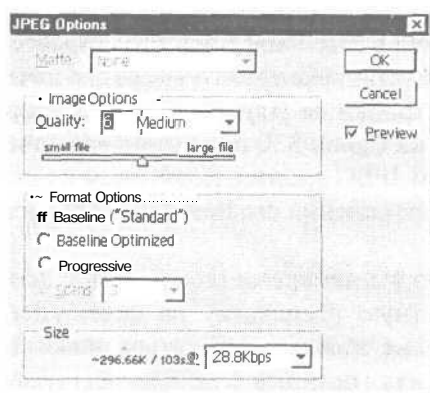 JPEG Options
Matte: None
OK
Image Options
Cancel
Quality: 6 Medium
Preview
small file large file
Format Options
Baseline ("Standard")
Baseline Optimized
Progressive
Scans 3
Size
~296.66K / 103s @ 28.8Kbps